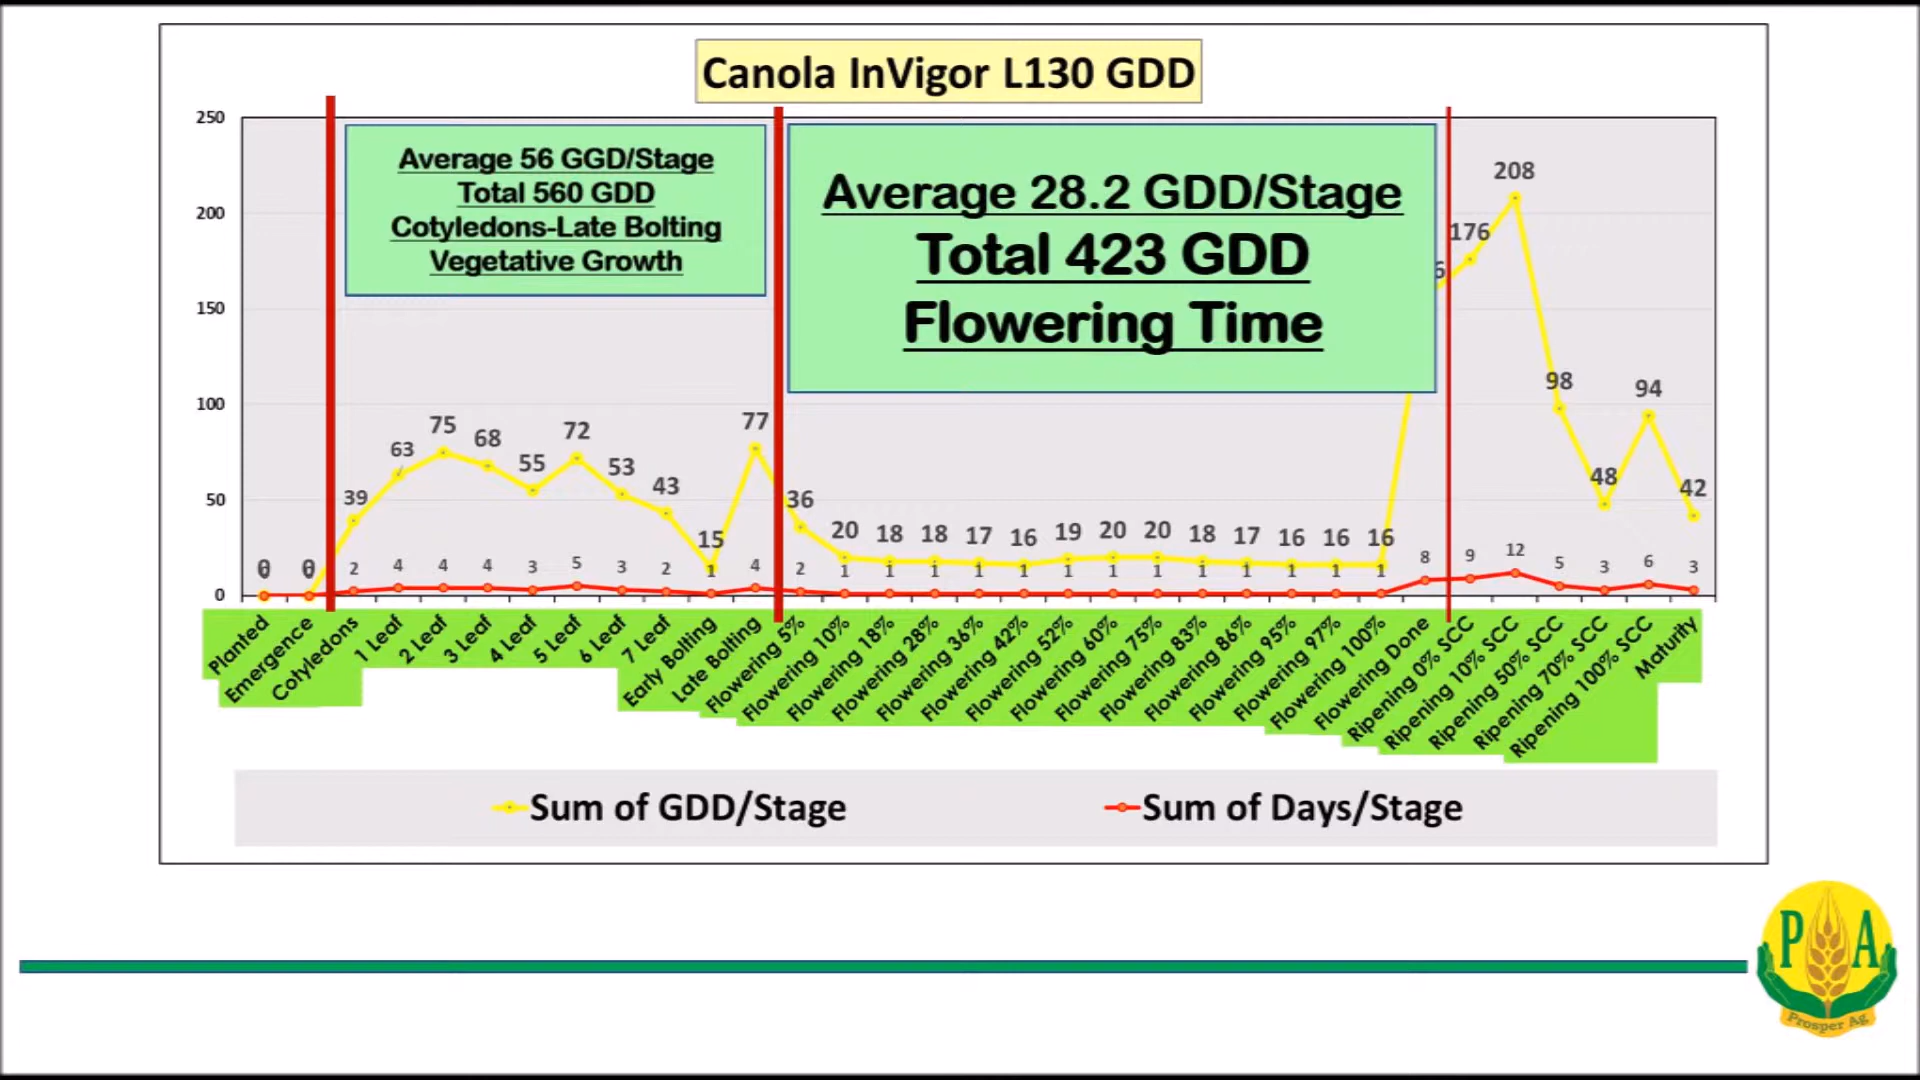 Canola InVigor L130 GDD
250
200
150
100
50
0
Average 56 GGD/Stage
Total 560 GDD
Cotyledons-Late Bolting
Vegetative Growth
Average 28.2 GDD/Stage
Total 423 GDD
Flowering Time
0 0 39 63 75 68 55 72 53 43 15 77 36 20 18 18 17 16 19 20 20 18 17 16 16 16 6 176 208 98 48 94 42
0 0 2 4 4 4 3 5 3 2 1 4 2 1 1 1 1 1 1 1 1 1 1 1 1 1 8 9 12 5 3 6 3
Planted
Emergence
Cotyledons
1 Leaf
2 Leaf
3 Leaf
4 Leaf
5 Leaf
6 Leaf
7 Leaf
Early Bolting
Late Bolting
Flowering 5%
Flowering 10%
Flowering 18%
Flowering 28%
Flowering 36%
Flowering 42%
Flowering 52%
Flowering 60%
Flowering 75%
Flowering 83%
Flowering 86%
Flowering 95%
Flowering 97%
Flowering 100%
Flowering Done
Ripening 0% SCC
Ripening 10% SCC
Ripening 50% SCC
Ripening 70% SCC
Ripening 100% SCC
Maturity
Sum of GDD/Stage
Sum of Days/Stage
P A
Prosper Ag